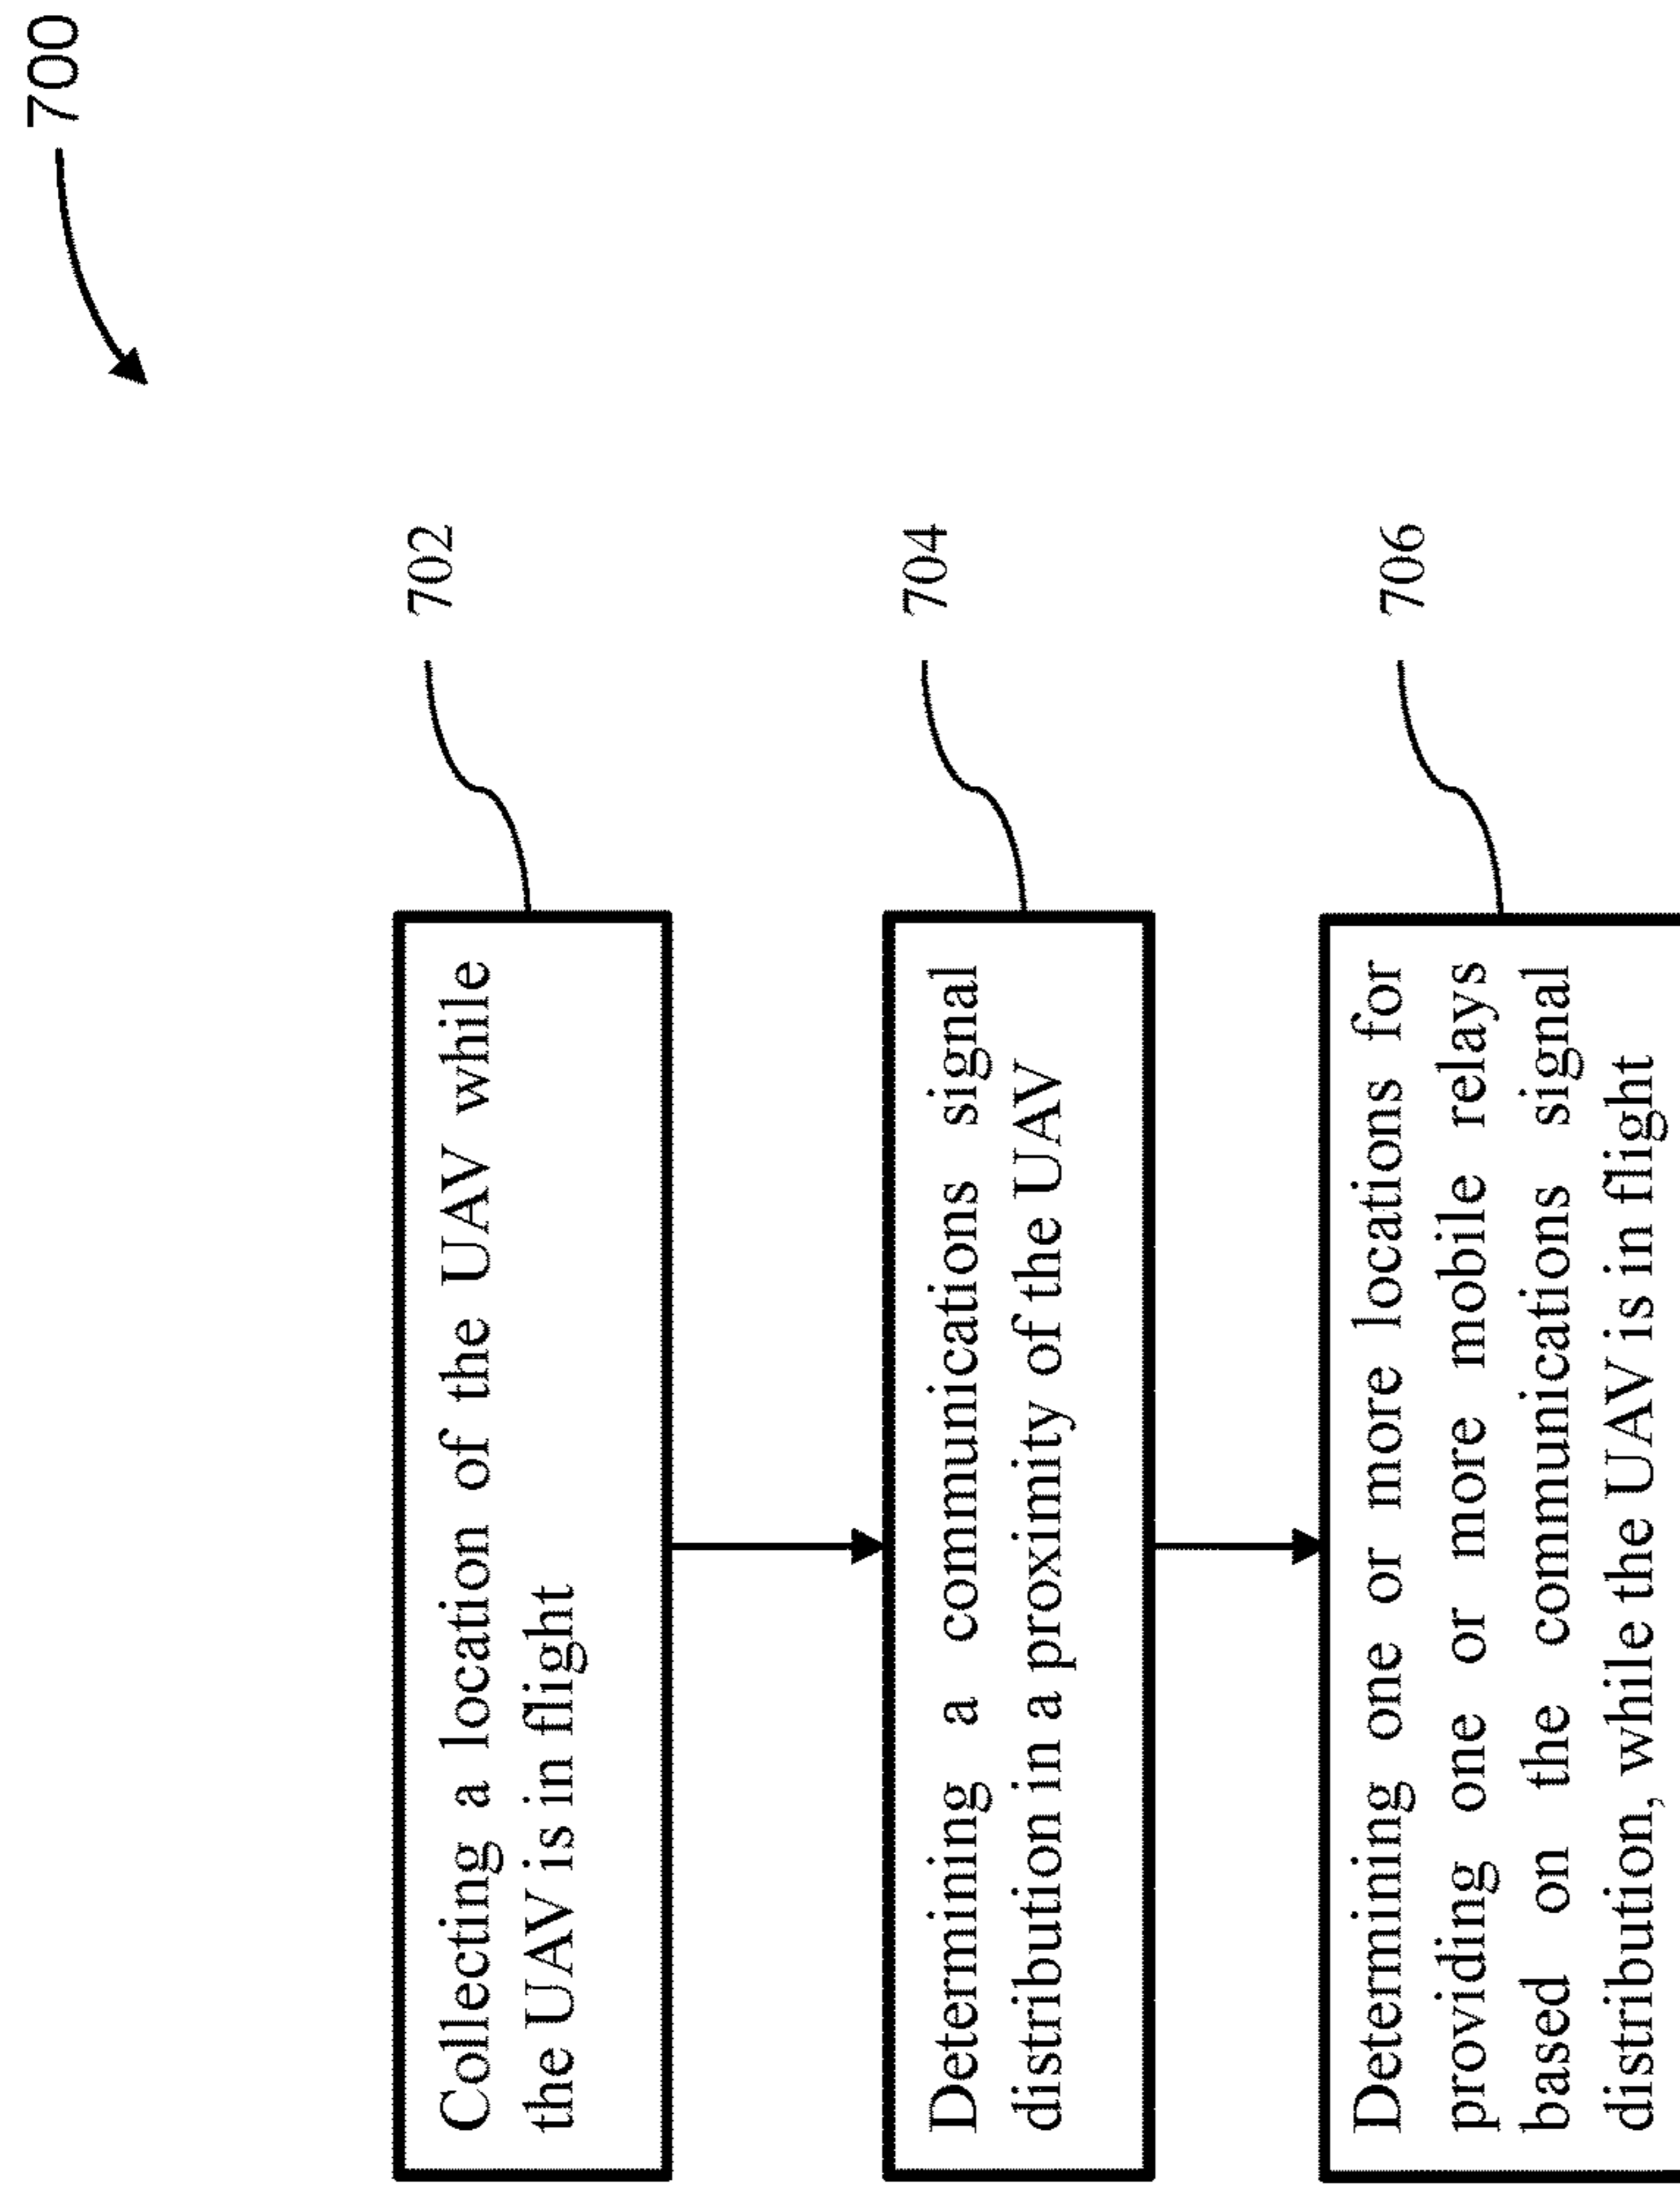 700
702
Collecting a location of the UAV while
the UAV is in flight
704
Determining a communications signal
distribution in a proximity of the UAV
706
Determining one or more locations for
providing one or more mobile relays
based on the communications signal
distribution, while the UAV is in flight